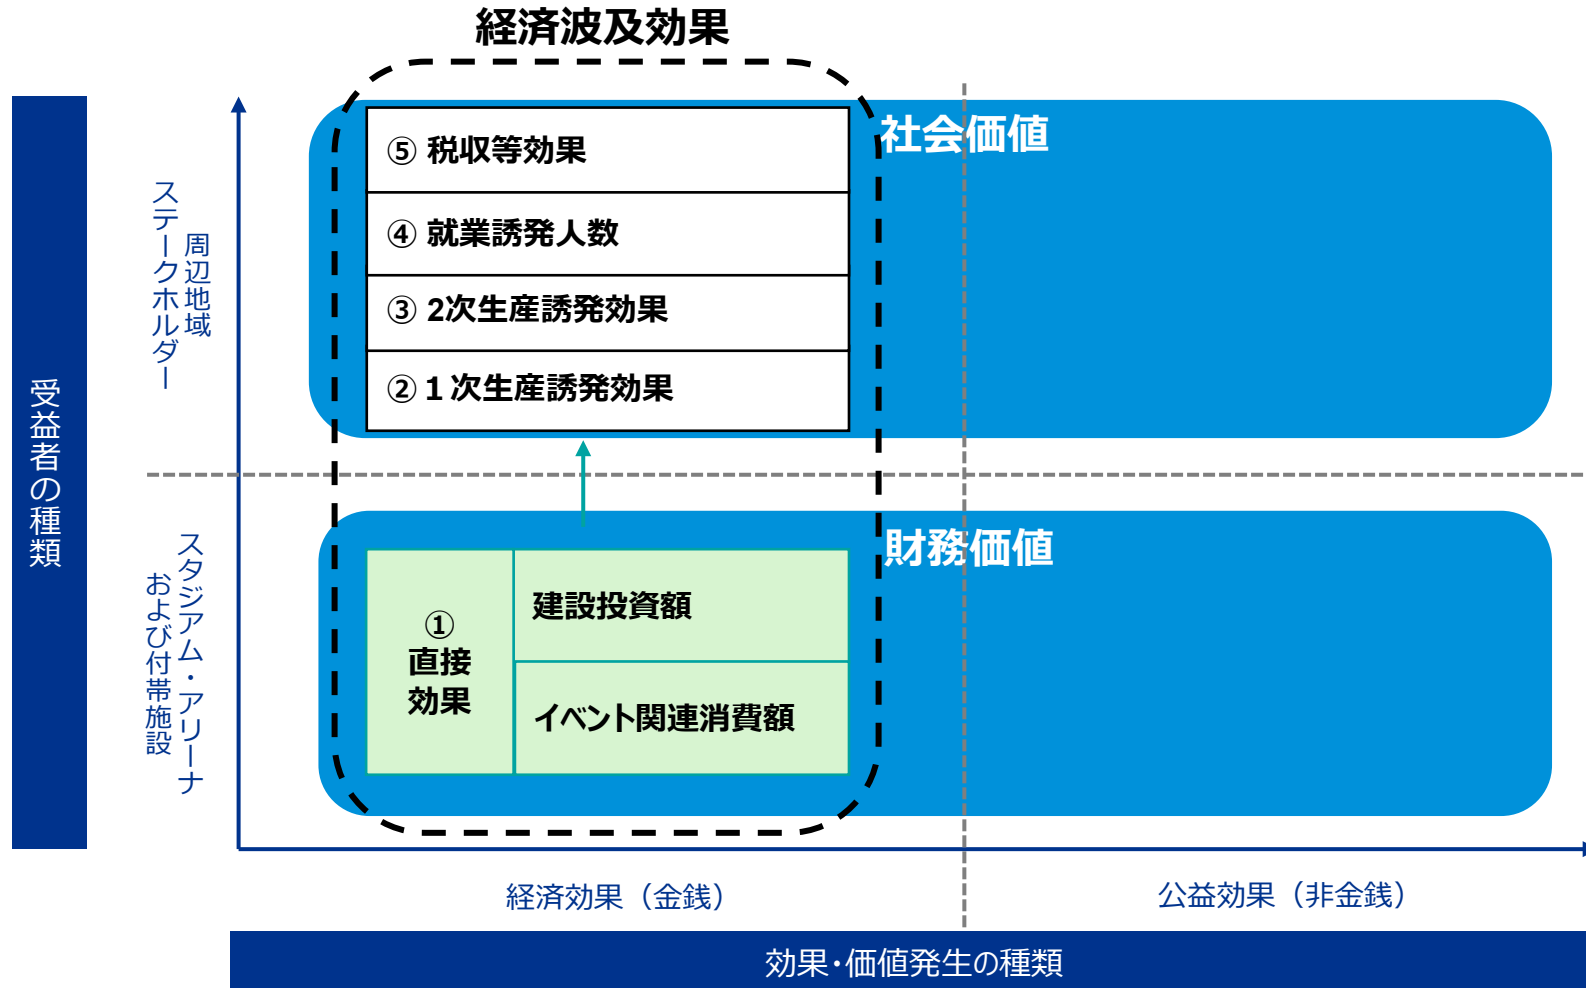 経済波及効果
社会価値
⑤ 税収等効果
④ 就業誘発人数
③ 2次生産誘発効果
② 1 次生産誘発効果
財務価値
①
直接
効果
建設投資額
イベント関連消費額
受益者の種類
周辺地域
ステークホルダー
スタジアム・アリーナ
および付帯施設
経済効果（金銭）
公益効果（非金銭）
効果・価値発生の種類